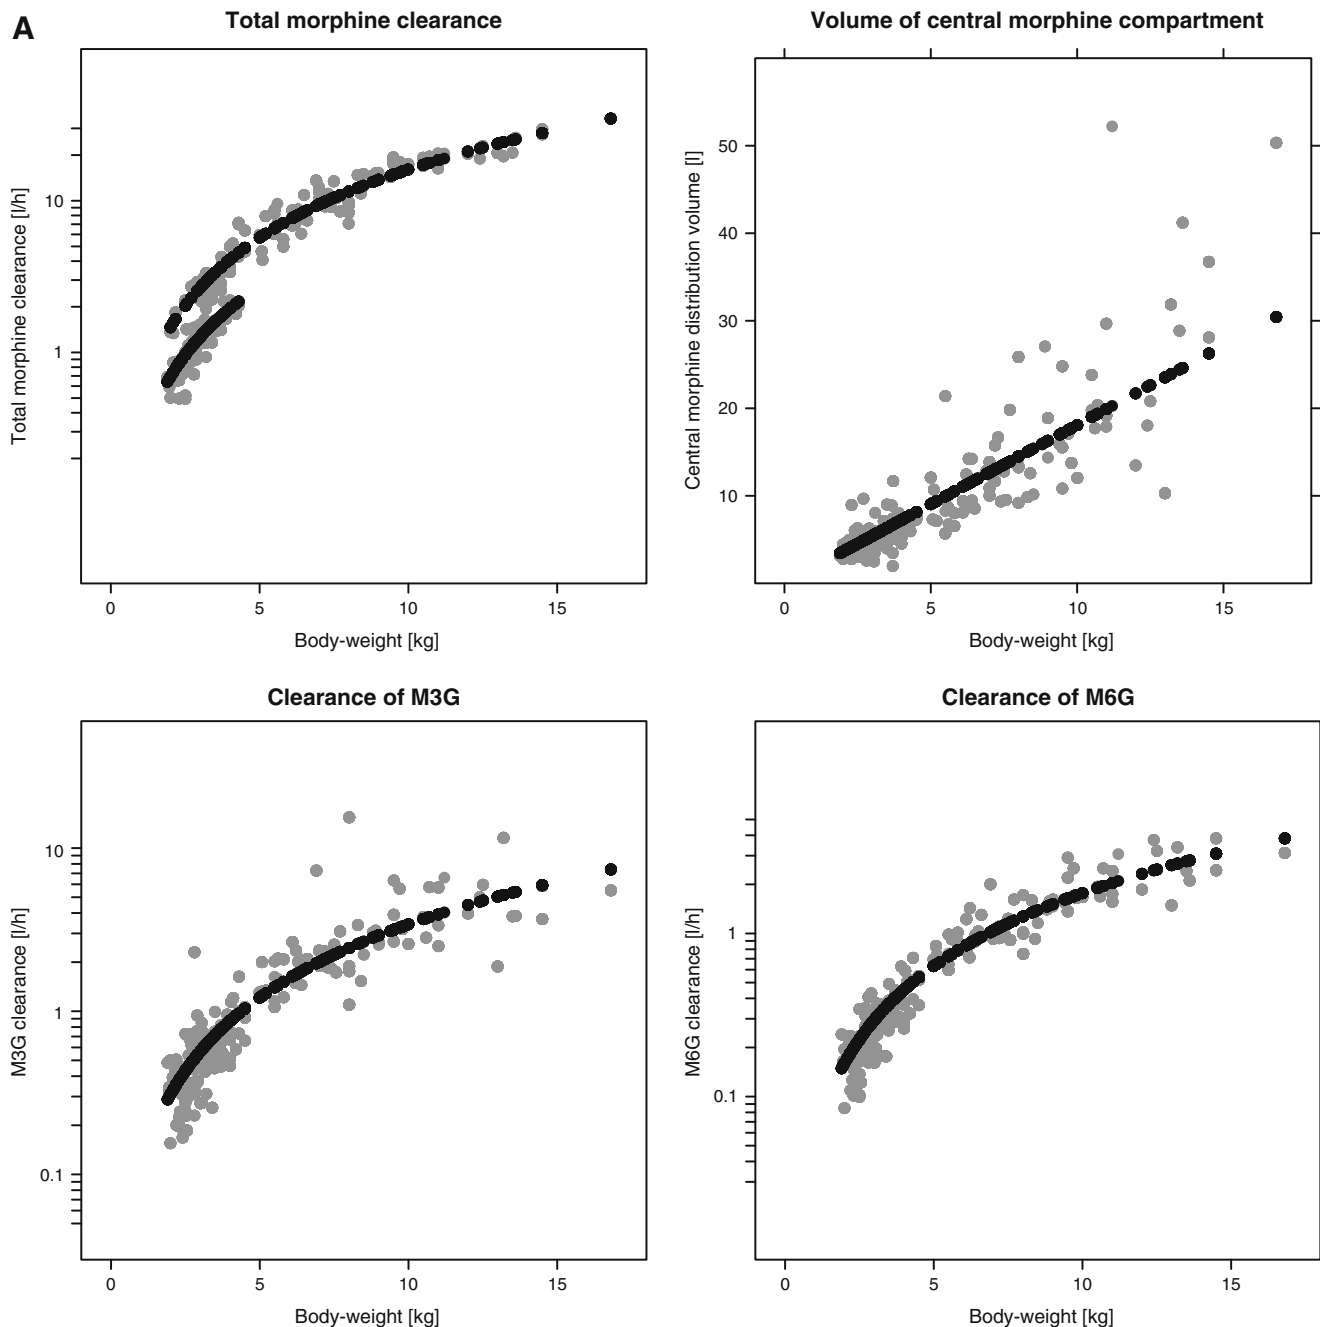 A
Total morphine clearance
Total morphine clearance [l/h]
10
1
0 5 10 15
Body-weight [kg]
Volume of central morphine compartment
Central morphine distribution volume [l]
50
40
30
20
10
0 5 10 15
Body-weight [kg]
Clearance of M3G
M3G clearance [l/h]
10
1
0.1
0 5 10 15
Body-weight [kg]
Clearance of M6G
M6G clearance [l/h]
1
0.1
0 5 10 15
Body-weight [kg]